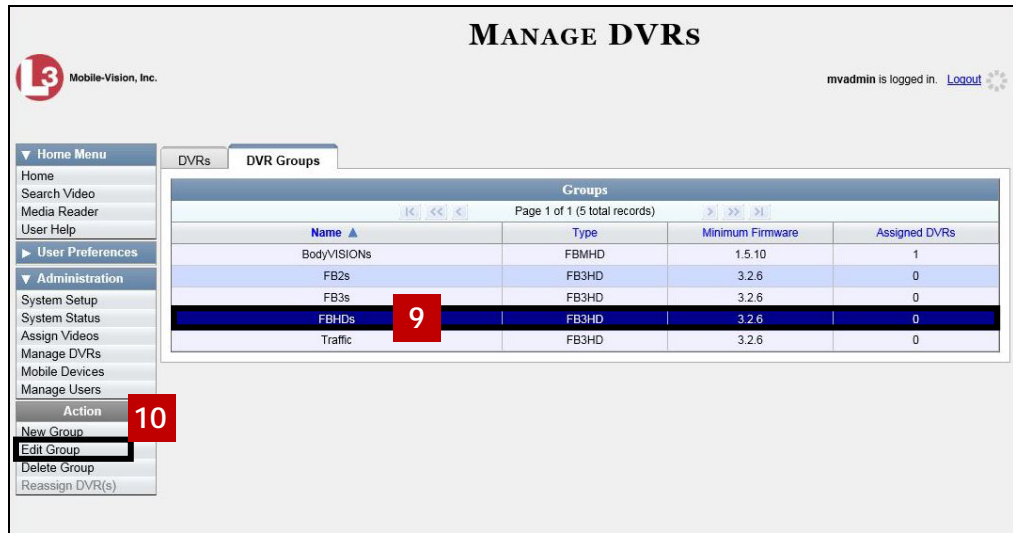 MANAGE DVRS
L3 Mobile-Vision, Inc.
mvadmin is logged in. Logout
▼ Home Menu
Home
Search Video
Media Reader
User Help
▶ User Preferences
▼ Administration
System Setup
System Status
Assign Videos
Manage DVRs
Mobile Devices
Manage Users
Action
10
New Group
Edit Group
Delete Group
Reassign DVR(s)
DVRs DVR Groups
Groups
|< << < Page 1 of 1 (5 total records) > >> >|
Name ▲ Type Minimum Firmware Assigned DVRs
BodyVISIONs FBMHD 1.5.10 1
FB2s FB3HD 3.2.6 0
FB3s FB3HD 3.2.6 0
FBHDs 9 FB3HD 3.2.6 0
Traffic FB3HD 3.2.6 0